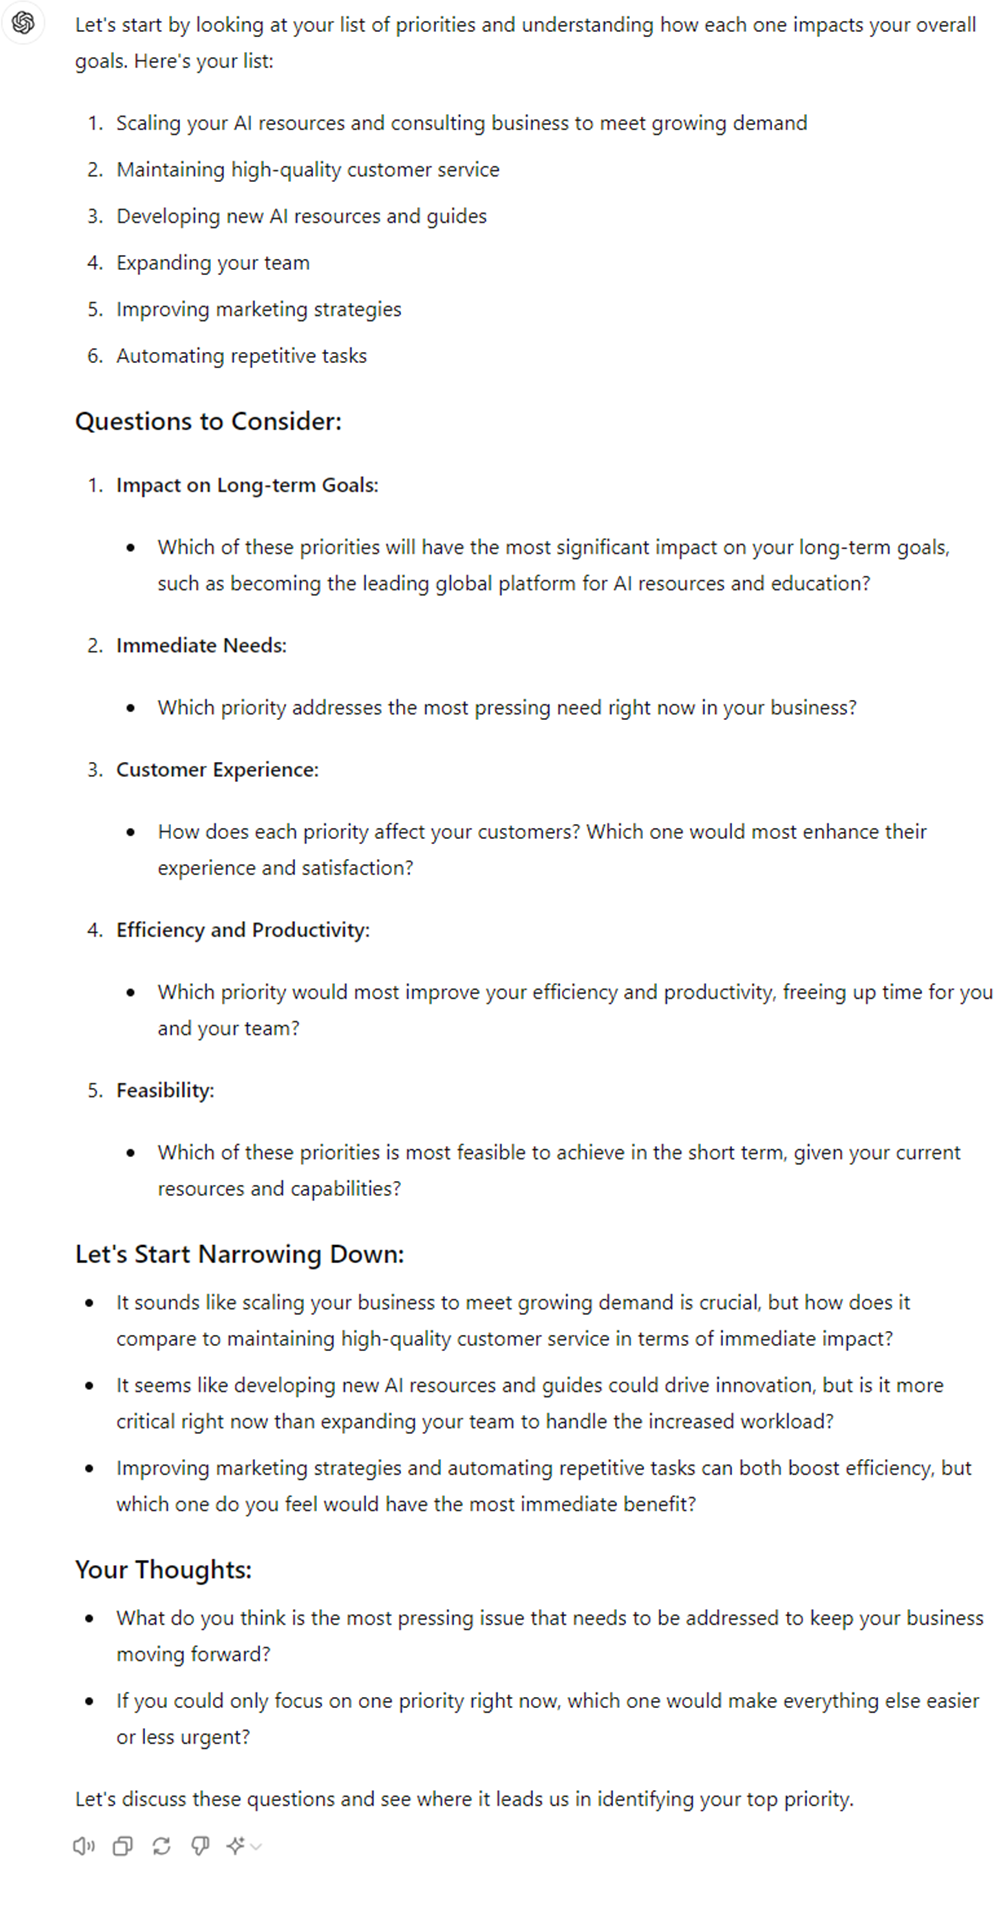 Let's start by looking at your list of priorities and understanding how each one impacts your overall
goals. Here's your list:
1. Scaling your AI resources and consulting business to meet growing demand
2. Maintaining high-quality customer service
3. Developing new AI resources and guides
4. Expanding your team
5. Improving marketing strategies
6. Automating repetitive tasks
Questions to Consider:
1. Impact on Long-term Goals:
• Which of these priorities will have the most significant impact on your long-term goals,
such as becoming the leading global platform for AI resources and education?
2. Immediate Needs:
• Which priority addresses the most pressing need right now in your business?
3. Customer Experience:
• How does each priority affect your customers? Which one would most enhance their
experience and satisfaction?
4. Efficiency and Productivity:
• Which priority would most improve your efficiency and productivity, freeing up time for you
and your team?
5. Feasibility:
• Which of these priorities is most feasible to achieve in the short term, given your current
resources and capabilities?
Let's Start Narrowing Down:
• It sounds like scaling your business to meet growing demand is crucial, but how does it
compare to maintaining high-quality customer service in terms of immediate impact?
• It seems like developing new AI resources and guides could drive innovation, but is it more
critical right now than expanding your team to handle the increased workload?
• Improving marketing strategies and automating repetitive tasks can both boost efficiency, but
which one do you feel would have the most immediate benefit?
Your Thoughts:
• What do you think is the most pressing issue that needs to be addressed to keep your business
moving forward?
• If you could only focus on one priority right now, which one would make everything else easier
or less urgent?
Let's discuss these questions and see where it leads us in identifying your top priority.